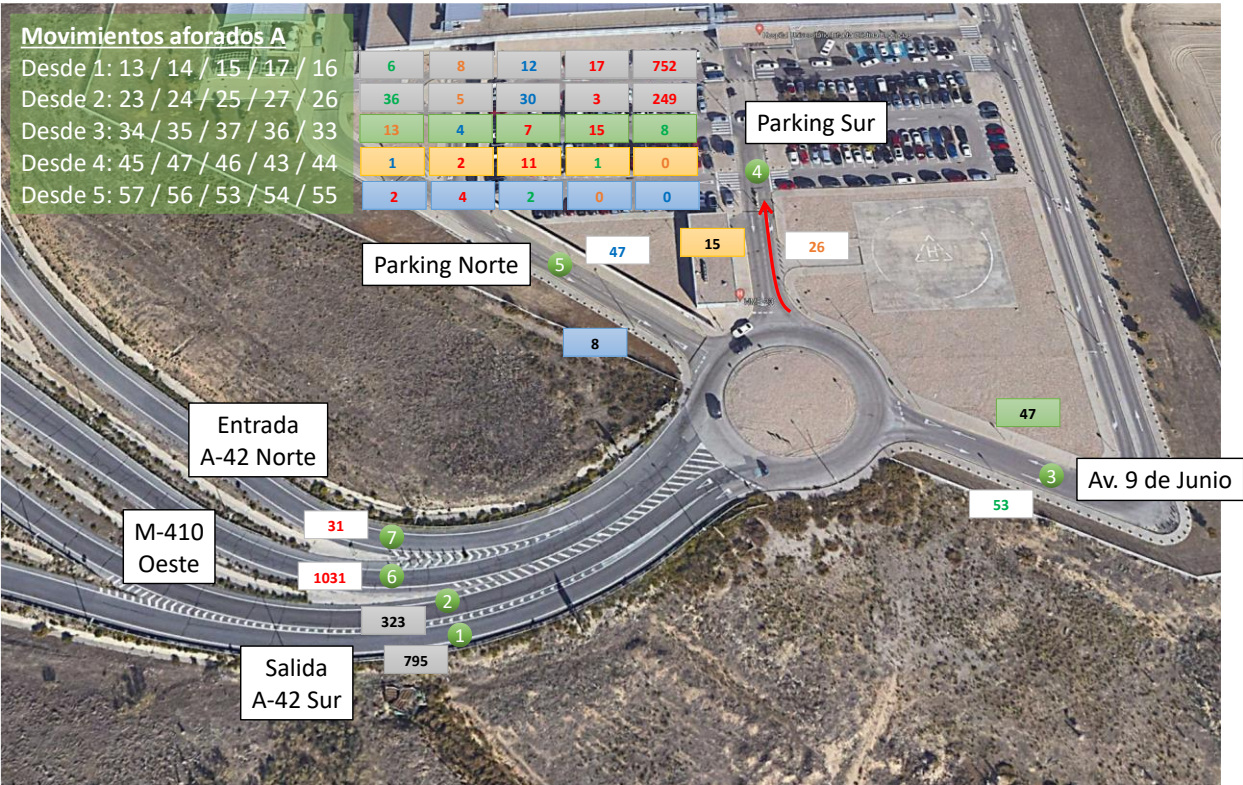 Movimientos aforados A
Desde 1: 13 / 14 / 15 / 17 / 16 6 8 12 17 752
Desde 2: 23 / 24 / 25 / 27 / 26 36 5 30 3 249
Desde 3: 34 / 35 / 37 / 36 / 33 13 4 7 15 8
Desde 4: 45 / 47 / 46 / 43 / 44 1 2 11 1 0
Desde 5: 57 / 56 / 53 / 54 / 55 2 4 2 0 0
Hospital
Parking Sur
4
47
15
26
Parking Norte
5
H
8
47
Entrada
A-42 Norte
3
Av. 9 de Junio
53
31
7
M-410
Oeste
1031
6
2
323
1
795
Salida
A-42 Sur